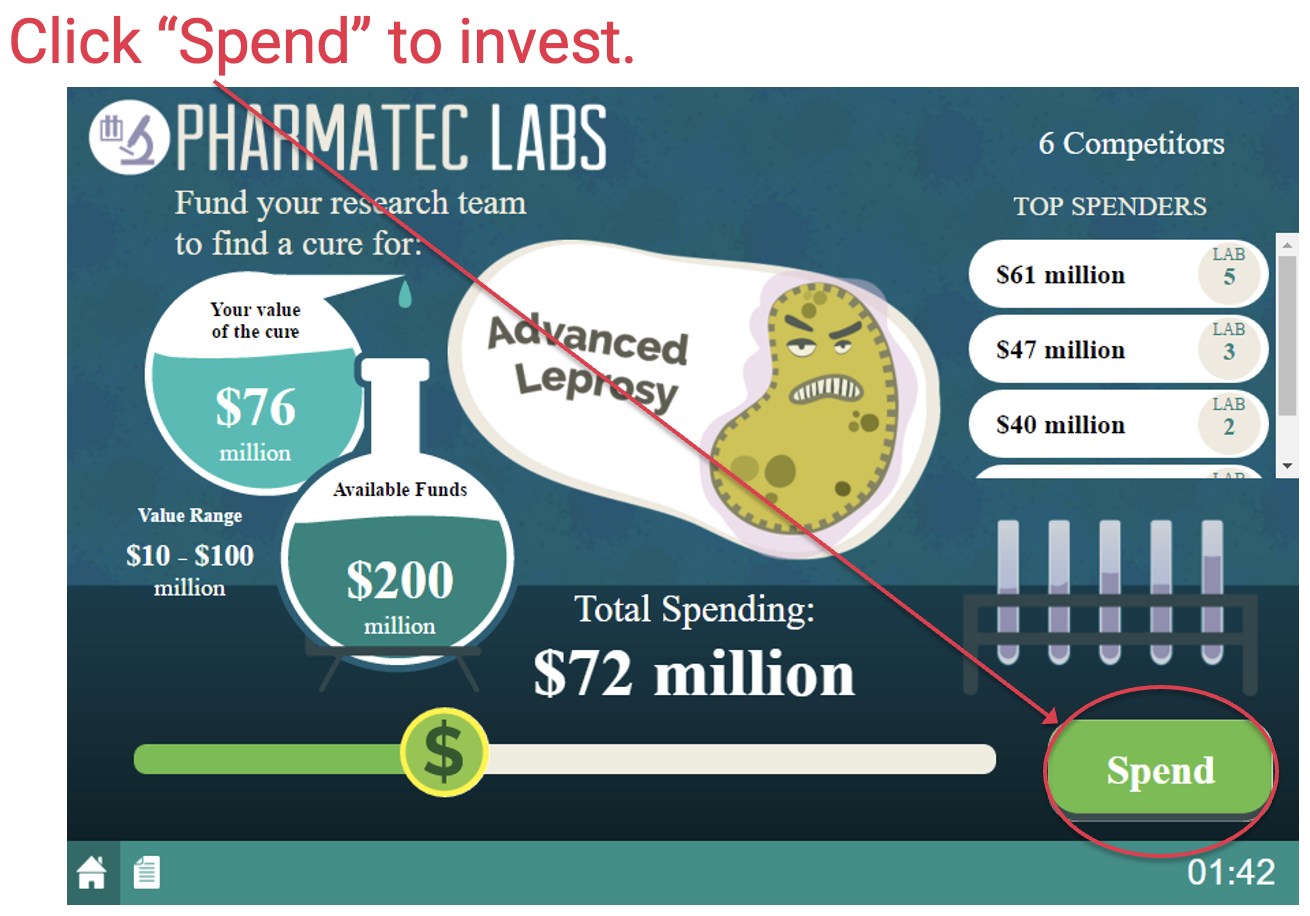 Click “Spend” to invest.
PHARMATEC LABS
Fund your research team
to find a cure for:
Your value
of the cure
$76
million
Value Range
$10 - $100
million
Available Funds
$200
million
Advanced
Leprosy
6 Competitors
TOP SPENDERS
$61 million
LAB
5
$47 million
LAB
3
$40 million
LAB
2
LAB
Total Spending:
$72 million
$
Spend
01:42